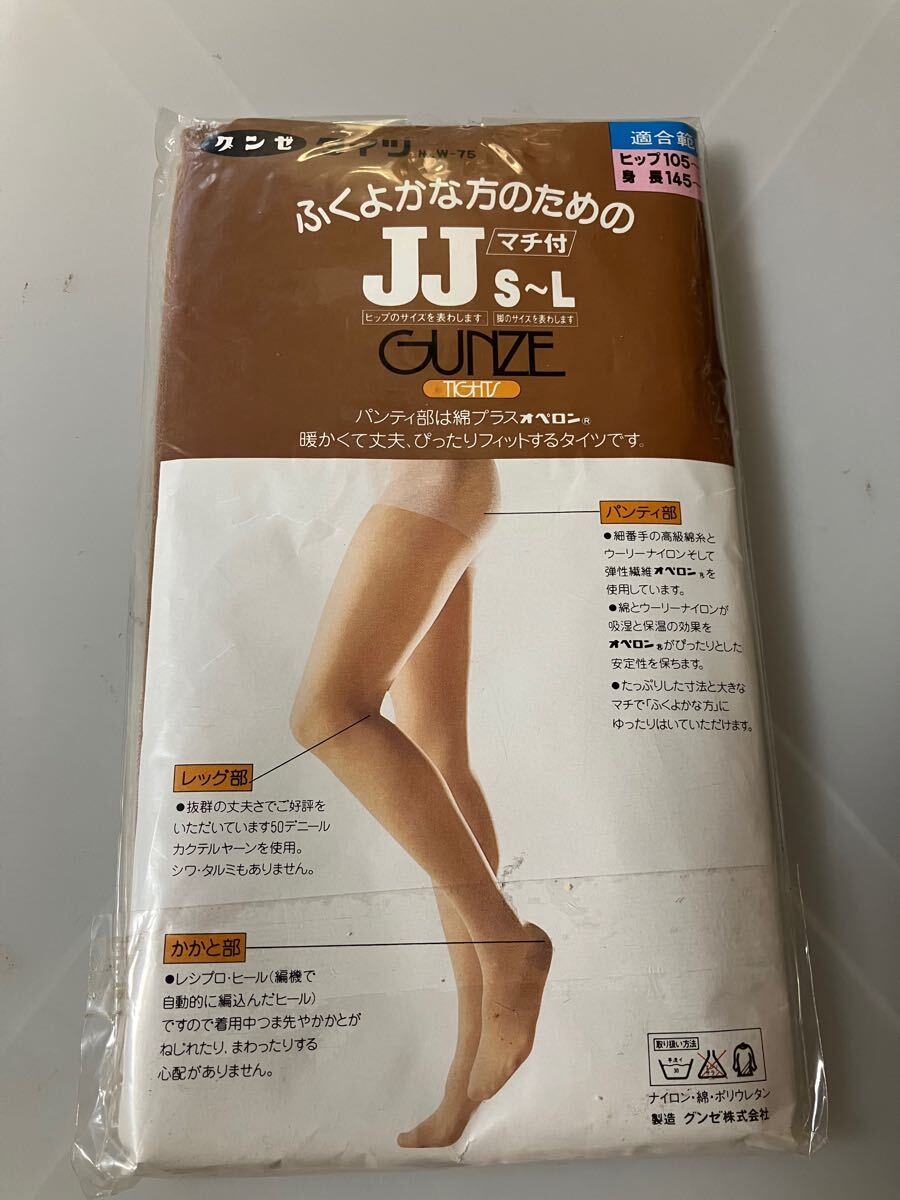 グンゼ タイツ No.W-75
適合範
ヒップ105~
身長145~
ふくよかな方のための
JJ マチ付
S~L
ヒップのサイズを表わします 脚のサイズを表わします
GUNZE
TIGHTS
パンティ部は綿プラスオペロン®
暖かくて丈夫、ぴったりフィットするタイツです。
パンティ部
●細番手の高級綿糸と
ウーリーナイロンそして
弾性繊維オペロン®を
使用しています。
●綿とウーリーナイロンが
吸湿と保温の効果を
オペロン®がぴったりとした
安定性を保ちます。
●たっぷりした寸法と大きな
マチで「ふくよかな方」に
ゆったりはいていただけます。
レッグ部
●抜群の丈夫さでご好評を
いただいています50デニール
カクテルヤーンを使用。
シワ・タルミもありません。
かかと部
●レシプロ・ヒール(編機で
自動的に編込んだヒール)
ですので着用中つま先やかかとが
ねじれたり、まわったりする
心配がありません。
取り扱い方法
手洗イ
30
ナイロン・綿・ポリウレタン
製造 グンゼ株式会社